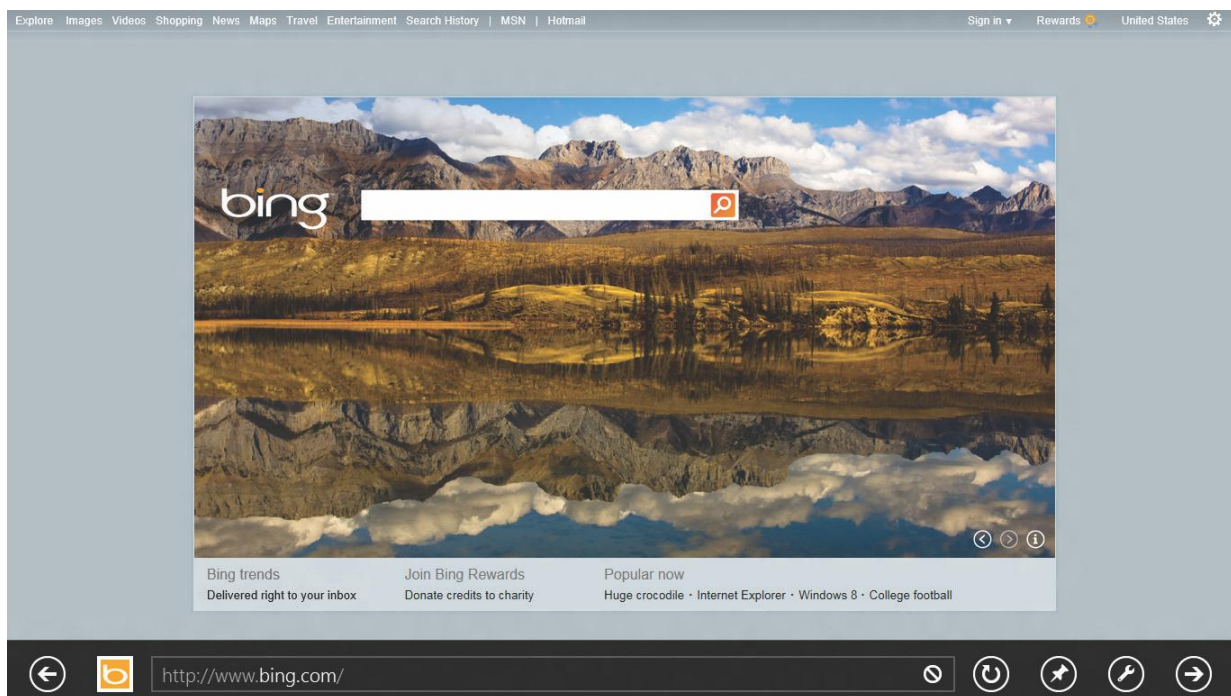 Explore Images Videos Shopping News Maps Travel Entertainment Search History | MSN | Hotmail Sign in ▾ Rewards United States
bing
Bing trends Join Bing Rewards Popular now
Delivered right to your inbox Donate credits to charity Huge crocodile · Internet Explorer · Windows 8 · College football
b http://www.bing.com/